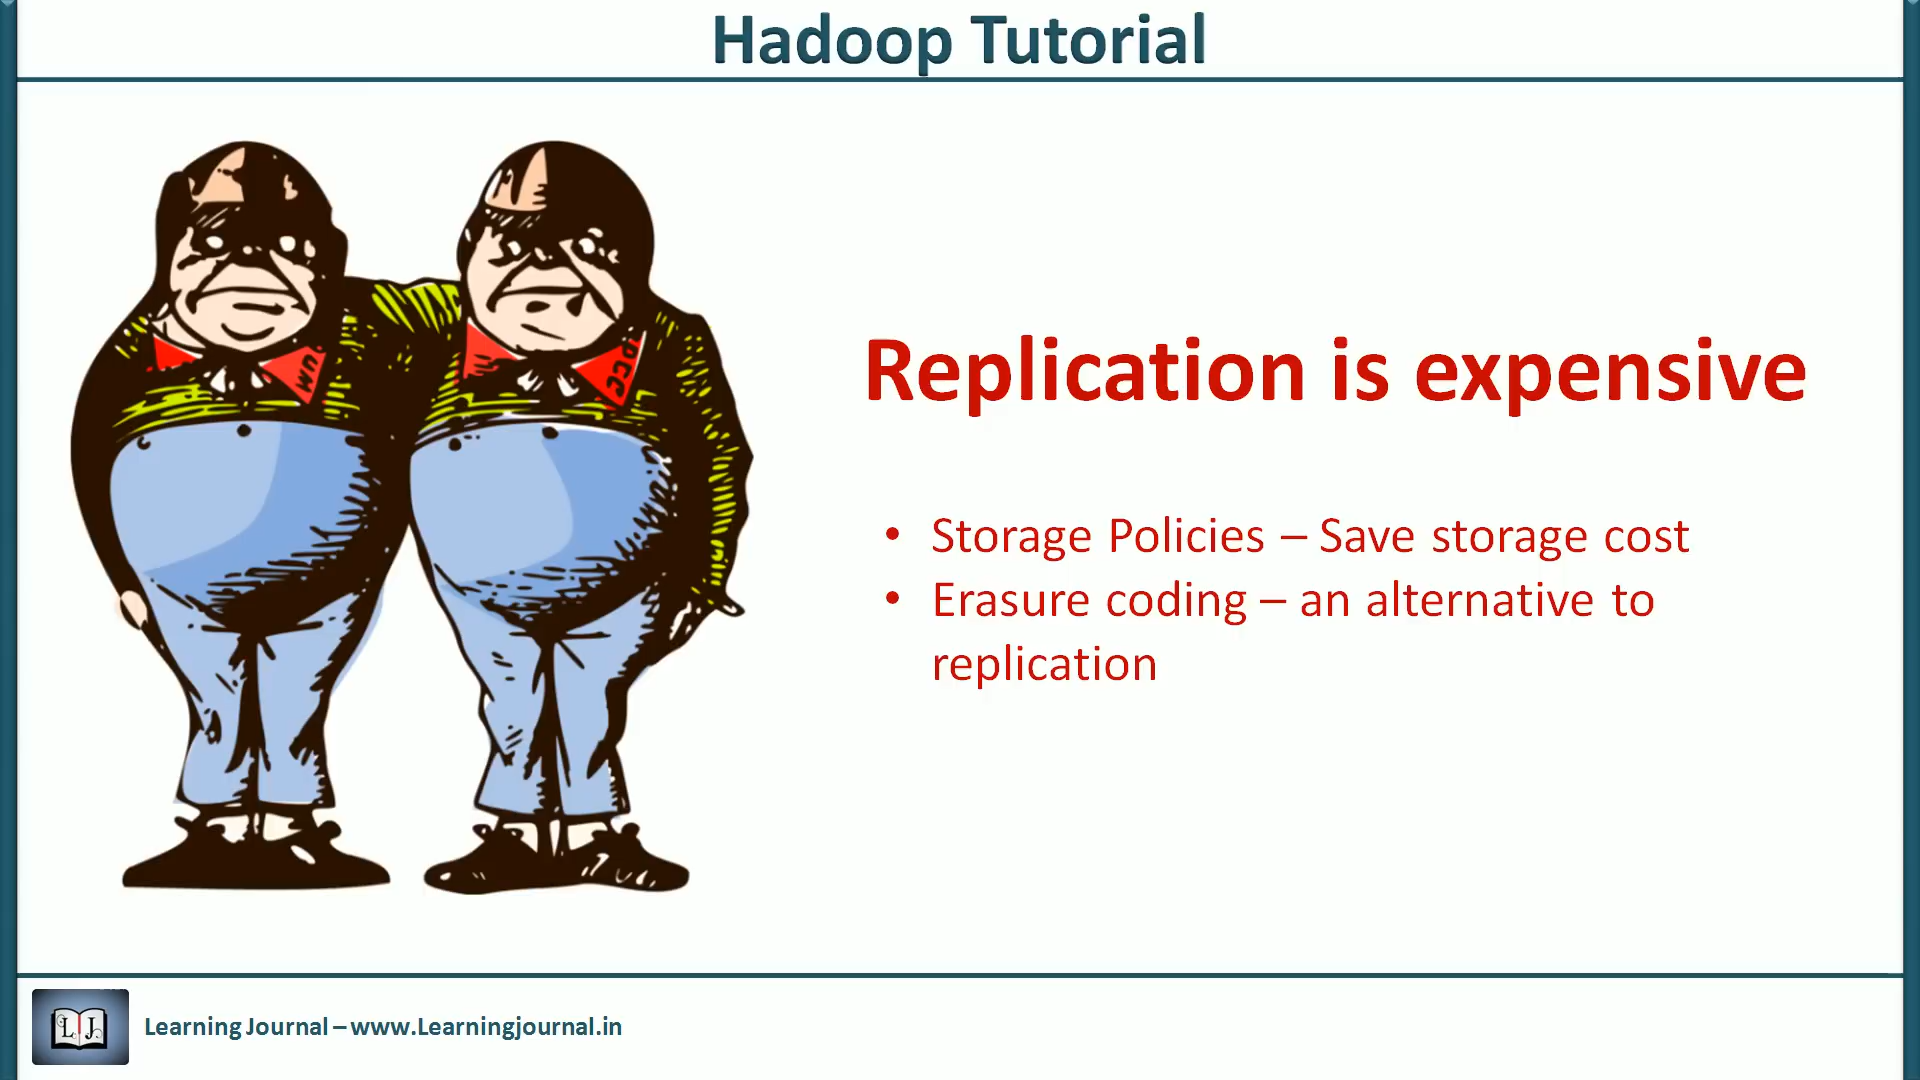 Hadoop Tutorial
UM
Replication is expensive
• Storage Policies – Save storage cost
• Erasure coding – an alternative to
replication
L J
Learning Journal – www.Learningjournal.in